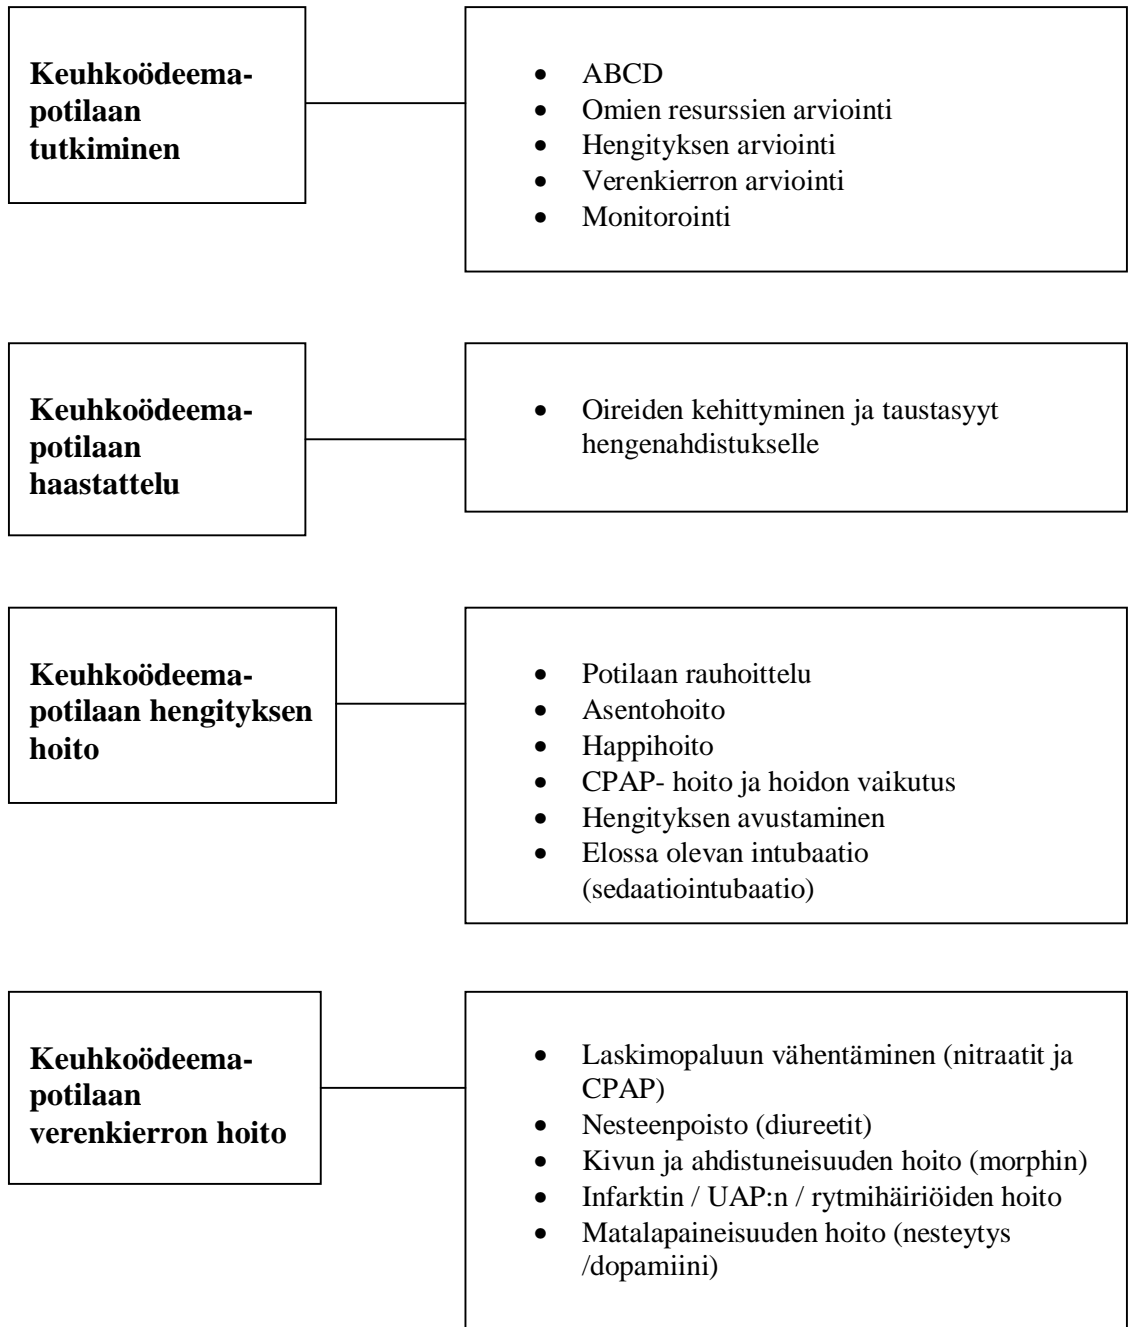 Keuhkoödeema-
potilaan
tutkiminen
• ABCD
• Omien resurssien arviointi
• Hengityksen arviointi
• Verenkierron arviointi
• Monitorointi
Keuhkoödeema-
potilaan
haastattelu
• Oireiden kehittyminen ja taustasyyt
hengenahdistukselle
Keuhkoödeema-
potilaan hengityksen
hoito
• Potilaan rauhoittelu
• Asentohoito
• Happihoito
• CPAP- hoito ja hoidon vaikutus
• Hengityksen avustaminen
• Elossa olevan intubaatio
(sedaatiointubaatio)
Keuhkoödeema-
potilaan
verenkierron hoito
• Laskimopaluun vähentäminen (nitraatit ja
CPAP)
• Nesteenpoisto (diureetit)
• Kivun ja ahdistuneisuuden hoito (morphin)
• Infarktin / UAP:n / rytmihäiriöiden hoito
• Matalapaineisuuden hoito (nesteytys
/dopamiini)